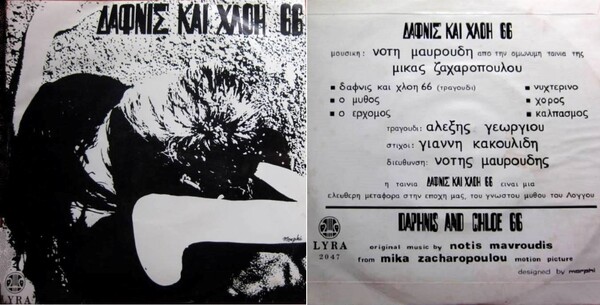 ΔΑΦΝΙΣ ΚΑΙ ΧΛΟΗ 66
morphi
LYRA
ΔΑΦΝΙΣ ΚΑΙ ΧΛΟΗ 66
μουσικη: νοτη μαυρουδη απο την ομωνυμη ταινια της
μικας ζαχαροπουλου
δαφνις και χλοη 66 (τραγουδι)
ο μυθος
ο ερχομος
νυχτερινο
χορος
καλπασμος
τραγουδι: αλεξης γεωργιου
στιχοι: γιαννη κακουλιδη
διευθυνση: νοτης μαυρουδης
η ταινια ΔΑΦΝΙΣ ΚΑΙ ΧΛΟΗ 66 ειναι μια
ελευθερη μεταφορα στην εποχη μας, του γνωστου μυθου του Λογγου
DAPHNIS AND CHLOE 66
LYRA
2047
original music by notis mavroudis
from mika zacharopoulou motion picture
designed by morphi